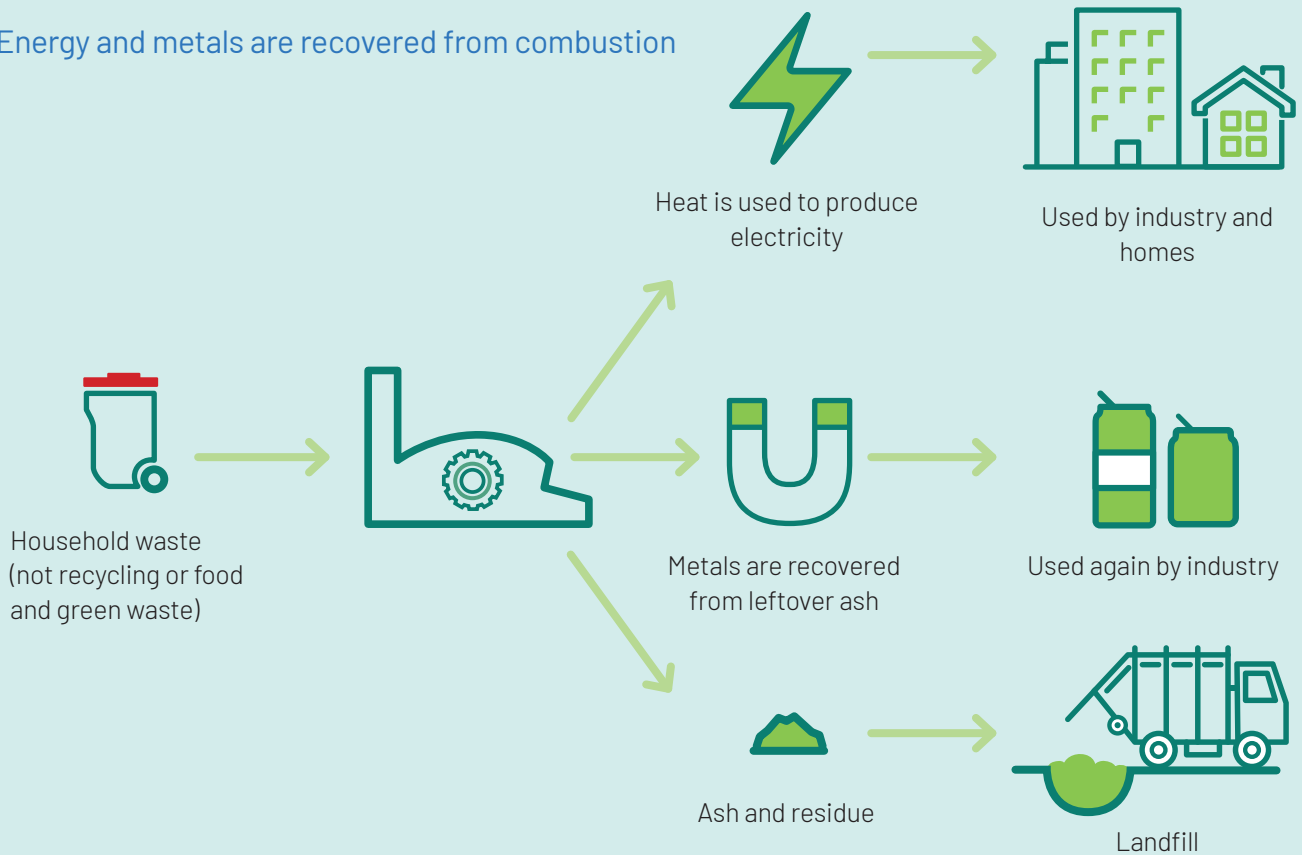 Energy and metals are recovered from combustion
Heat is used to produce
electricity
Used by industry and
homes
Household waste
(not recycling or food
and green waste)
Metals are recovered
from leftover ash
Used again by industry
Ash and residue
Landfill